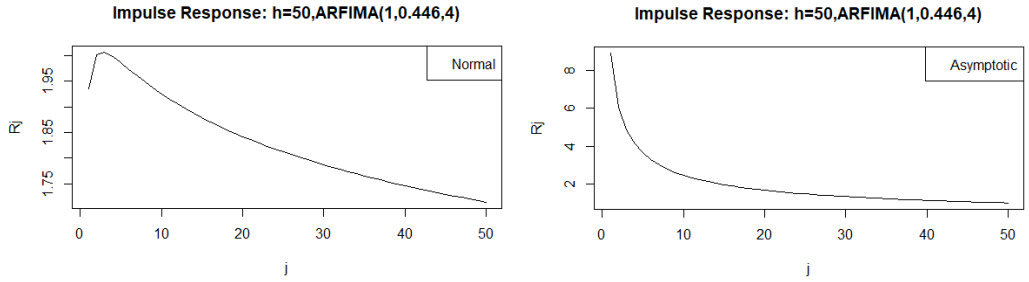 Impulse Response: h=50,ARFIMA(1,0.446,4)
Normal
Rj
1.95
1.85
1.75
0 10 20 30 40 50
j
Impulse Response: h=50,ARFIMA(1,0.446,4)
Asymptotic
Rj
8
6
4
2
0 10 20 30 40 50
j